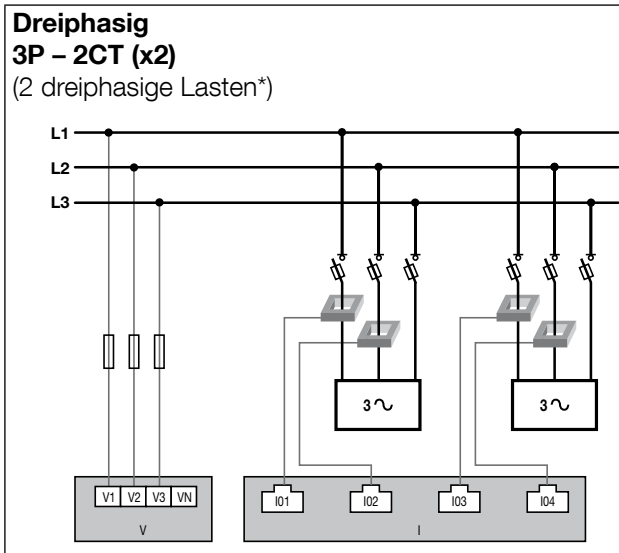 Dreiphasig
3P – 2CT (x2)
(2 dreiphasige Lasten*)
L1
L2
L3
3 ∿ 3 ∿
V1 V2 V3 VN
I01 I02 I03 I04
V I